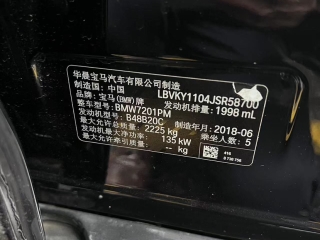 华晨宝马汽车有限公司制造
制造国: 中国 LBVKY1104JSR58700
品牌: 宝马(BMW)牌 发动机排量: 1998 mL
整车型号: BMW7201PM
发动机型号: B48B20C 制造年月: 2018-06
最大允许总质量: 2225 kg 乘坐人数: 5
发动机最大净功率: 135 kW
最大允许牵引质量: -- kg